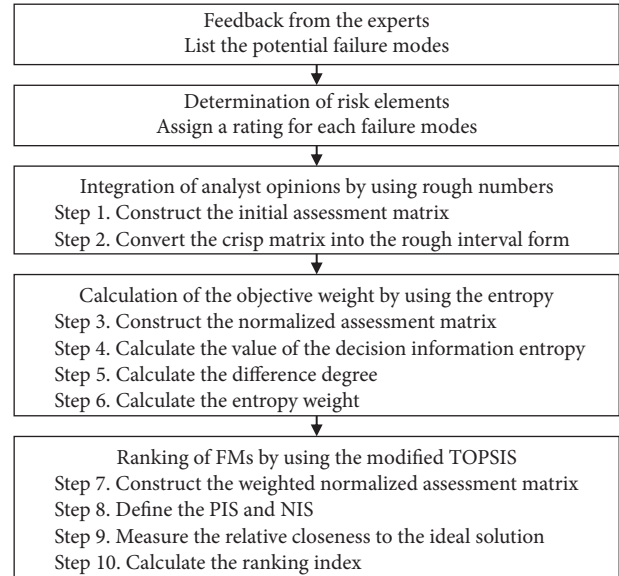 Feedback from the experts
List the potential failure modes
Determination of risk elements
Assign a rating for each failure modes
Integration of analyst opinions by using rough numbers
Step 1. Construct the initial assessment matrix
Step 2. Convert the crisp matrix into the rough interval form
Calculation of the objective weight by using the entropy
Step 3. Construct the normalized assessment matrix
Step 4. Calculate the value of the decision information entropy
Step 5. Calculate the difference degree
Step 6. Calculate the entropy weight
Ranking of FMs by using the modified TOPSIS
Step 7. Construct the weighted normalized assessment matrix
Step 8. Define the PIS and NIS
Step 9. Measure the relative closeness to the ideal solution
Step 10. Calculate the ranking index